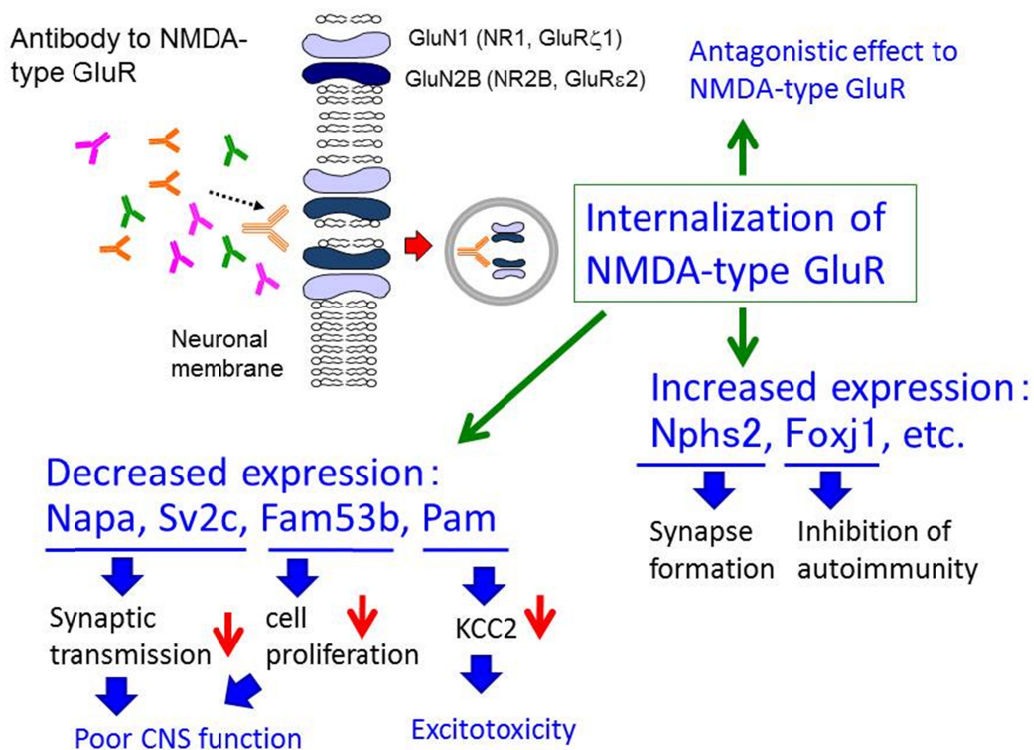 Antibody to NMDA-
type GluR
GluN1 (NR1, GluRζ1)
GluN2B (NR2B, GluRε2)
Antagonistic effect to
NMDA-type GluR
Internalization of
NMDA-type GluR
Neuronal
membrane
Increased expression:
Nphs2, Foxj1, etc.
Synapse
formation
Inhibition of
autoimmunity
Decreased expression:
Napa, Sv2c, Fam53b, Pam
Synaptic
transmission
cell
proliferation
KCC2
Poor CNS function
Excitotoxicity